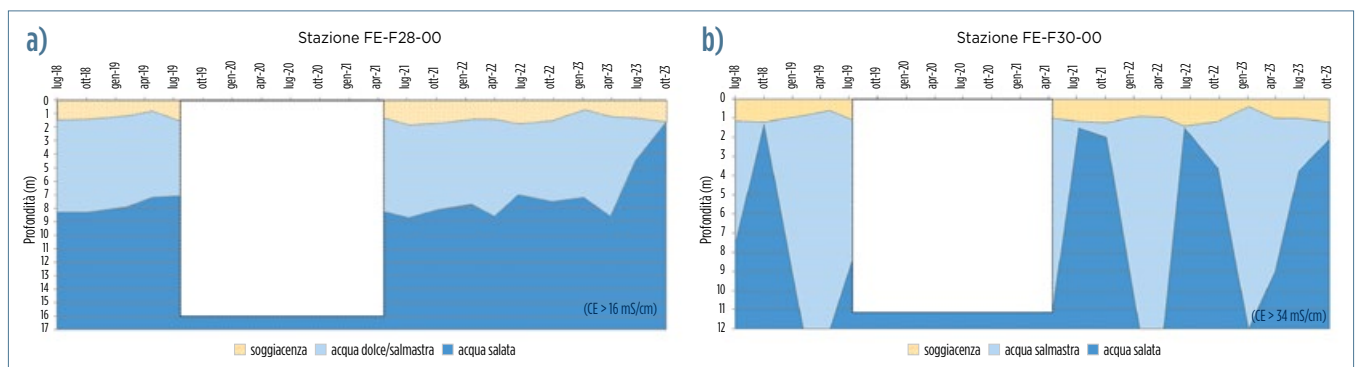 a)
Stazione FE-F28-00
lug-18 ott-18 gen-19 apr-19 lug-19 ott-19 gen-20 apr-20 lug-20 ott-20 gen-21 apr-21 lug-21 ott-21 gen-22 apr-22 lug-22 ott-22 gen-23 apr-23 lug-23 ott-23
Profondità (m)
0
1
2
3
4
5
6
7
8
9
10
11
12
13
14
15
16
17
(CE > 16 mS/cm)
soggiacenza acqua dolce/salmastra acqua salata
b)
Stazione FE-F30-00
lug-18 ott-18 gen-19 apr-19 lug-19 ott-19 gen-20 apr-20 lug-20 ott-20 gen-21 apr-21 lug-21 ott-21 gen-22 apr-22 lug-22 ott-22 gen-23 apr-23 lug-23 ott-23
Profondità (m)
0
1
2
3
4
5
6
7
8
9
10
11
12
(CE > 34 mS/cm)
soggiacenza acqua salmastra acqua salata